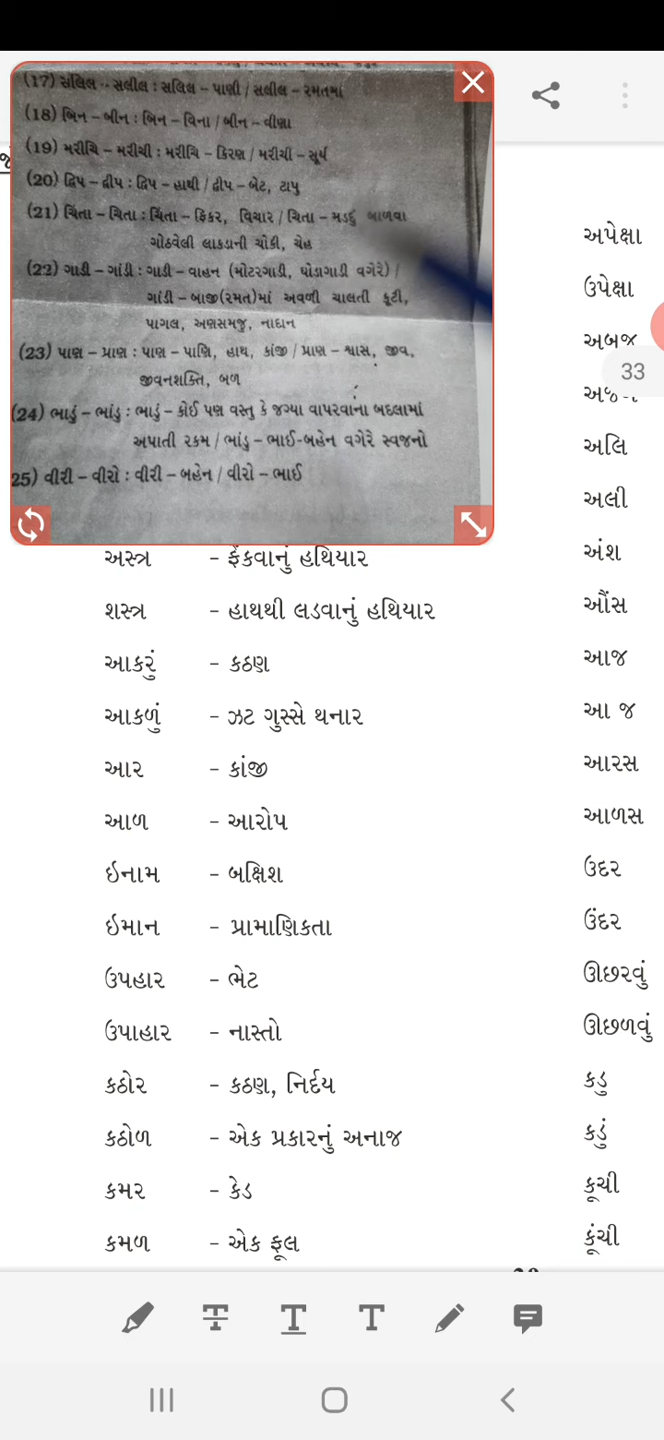 (17) સલિલ - સલીલ : સલિલ – પાણી / સલીલ – રમતમાં
(18) બિન – બીન : બિન – વિના / બીન – વીણા
(19) મરીચિ – મરીચી : મરીચિ – કિરણ / મરીચી – સૂર્ય
(20) દ્વિપ – દ્વીપ : દ્વિપ – હાથી / દ્વીપ – બેટ, ટાપુ
(21) ચિંતા – ચિતા : ચિંતા – ફિકર, વિચાર / ચિતા – મડદું બાળવા
ગોઠવેલી લાકડાની ચોકી, ચેહ
(22) ગાડી – ગાંડી : ગાડી – વાહન (મોટરગાડી, ઘોડાગાડી વગેરે) /
ગાંડી – બાજી(રમત)માં અવળી ચાલતી કૂટી,
પાગલ, અણસમજુ, નાદાન
(23) પાણ – પ્રાણ : પાણ – પાણિ, હાથ, કાંજી / પ્રાણ – શ્વાસ, જીવ,
જીવનશક્તિ, બળ
(24) ભાડું – ભાંડુ : ભાડું – કોઈ પણ વસ્તુ કે જગ્યા વાપરવાના બદલામાં
અપાતી રકમ / ભાંડુ – ભાઈ-બહેન વગેરે સ્વજનો
25) વીરી – વીરો : વીરી – બહેન / વીરો – ભાઈ
અસ્ત્ર – ફેંકવાનું હથિયાર
શસ્ત્ર – હાથથી લડવાનું હથિયાર
આકરું – કઠણ
આકળું – ઝટ ગુસ્સે થનાર
આર – કાંજી
આળ – આરોપ
ઇનામ – બક્ષિશ
ઇમાન – પ્રામાણિકતા
ઉપહાર – ભેટ
ઉપાહાર – નાસ્તો
કઠોર – કઠણ, નિર્દય
કઠોળ – એક પ્રકારનું અનાજ
કમર – કેડ
કમળ – એક ફૂલ
અપેક્ષા
ઉપેક્ષા
અબજ
33
અલિ
અલી
અંશ
ઔંસ
આજ
આ જ
આરસ
આળસ
ઉદર
ઉંદર
ઊછરવું
ઊછળવું
કડુ
કડું
કૂચી
કૂંચી